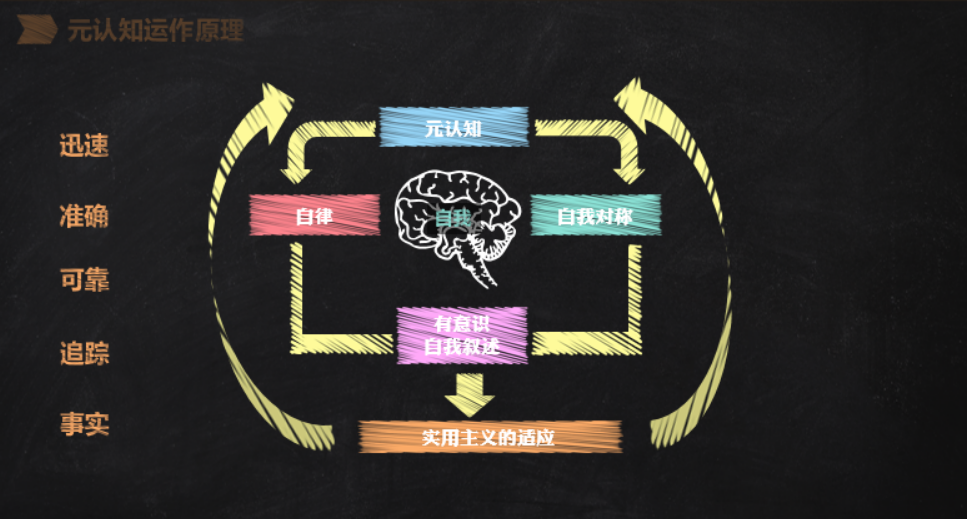 元认知运作原理
迅速
准确
可靠
追踪
事实
元认知
自律
自我
自我对称
有意识
自我叙述
实用主义的适应